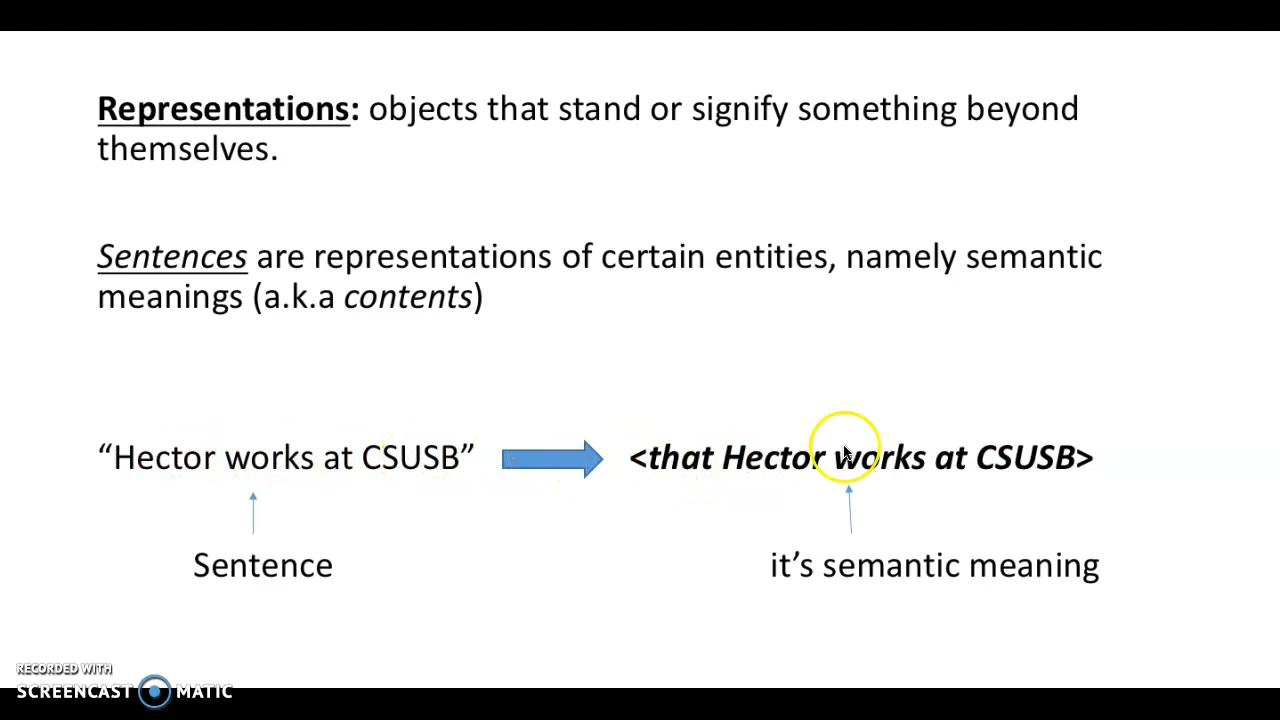 Representations: objects that stand or signify something beyond
themselves.
Sentences are representations of certain entities, namely semantic
meanings (a.k.a contents)
“Hector works at CSUSB” <that Hector works at CSUSB>
Sentence it’s semantic meaning
RECORDED WITH
SCREENCAST MATIC